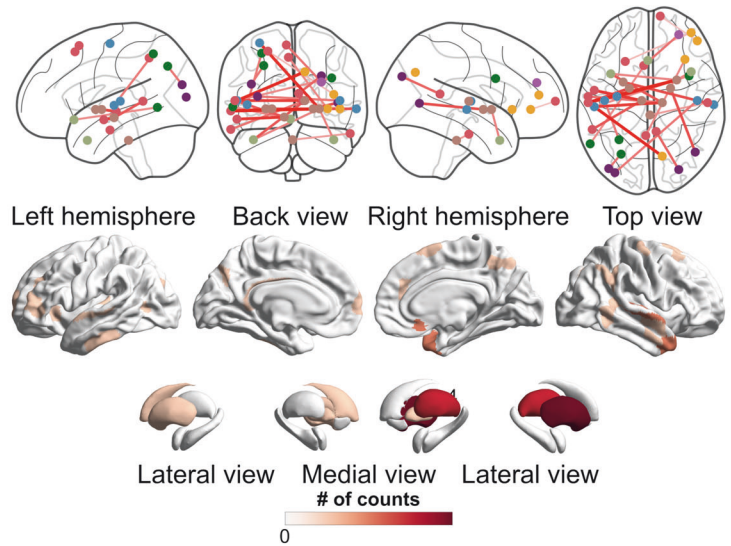 Left hemisphere Back view Right hemisphere Top view
Lateral view Medial view Lateral view
# of counts
0